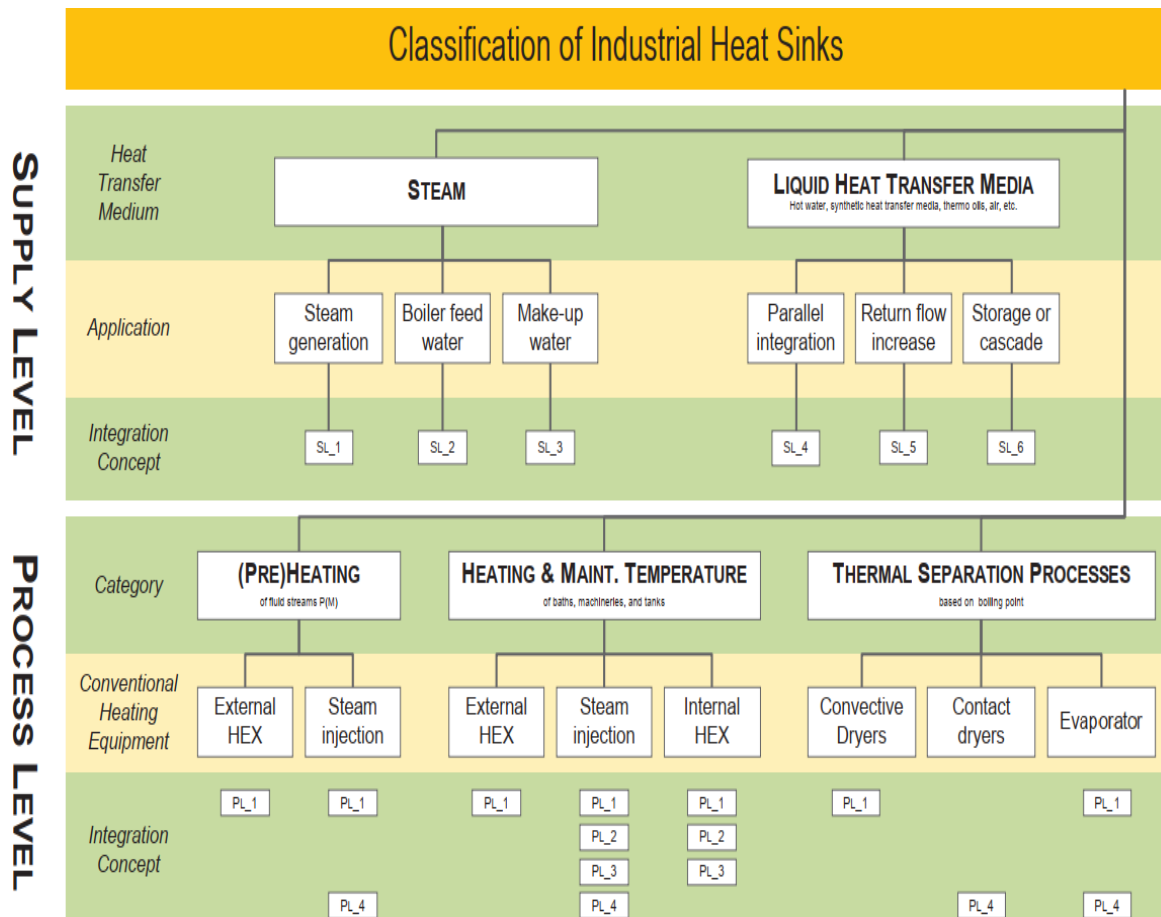 Classification of Industrial Heat Sinks
SUPPLY LEVEL
Heat
Transfer
Medium
STEAM
LIQUID HEAT TRANSFER MEDIA
Hot water, synthetic heat transfer media, thermo oils, air, etc.
Application
Steam
generation
Boiler feed
water
Make-up
water
Parallel
integration
Return flow
increase
Storage or
cascade
Integration
Concept
SL_1
SL_2
SL_3
SL_4
SL_5
SL_6
PROCESS LEVEL
Category
(PRE)HEATING
of fluid streams P(M)
HEATING & MAINT. TEMPERATURE
of baths, machineries, and tanks
THERMAL SEPARATION PROCESSES
based on boiling point
Conventional
Heating
Equipment
External
HEX
Steam
injection
External
HEX
Steam
injection
Internal
HEX
Convective
Dryers
Contact
dryers
Evaporator
Integration
Concept
PL_1
PL_1
PL_1
PL_1
PL_1
PL_1
PL_1
PL_2
PL_2
PL_3
PL_3
PL_4
PL_4
PL_4
PL_4